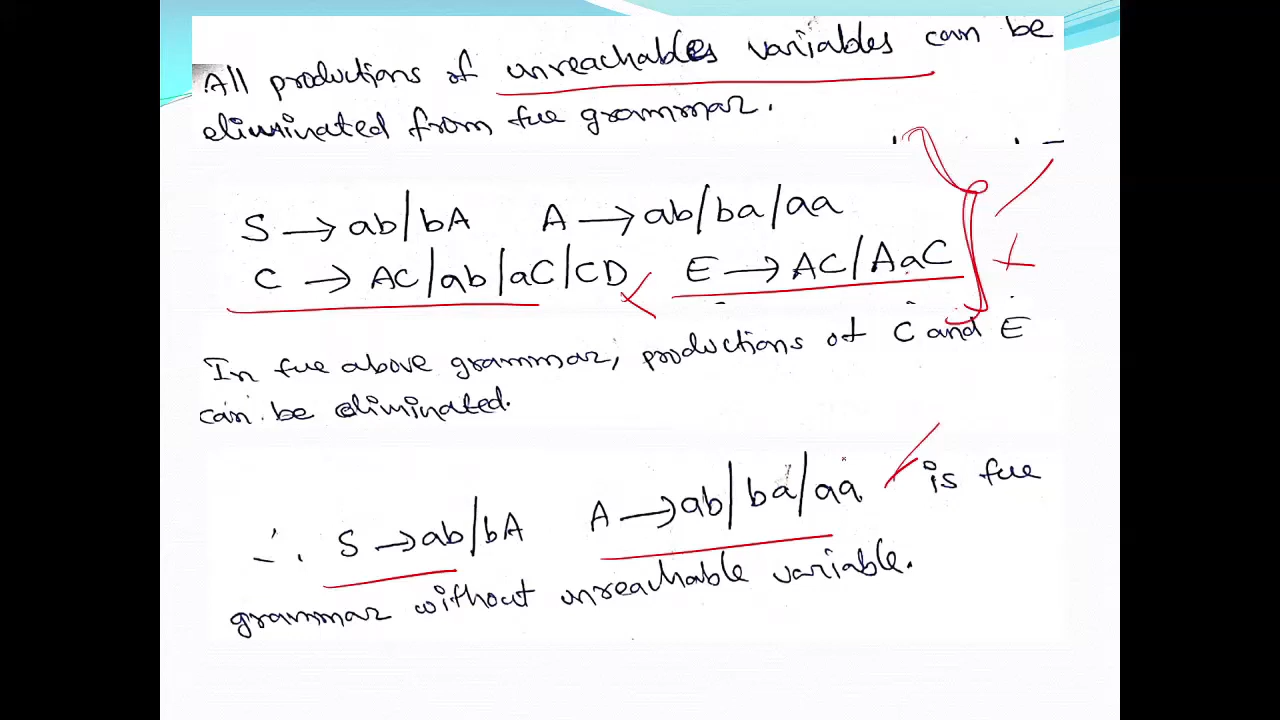 All productions of unreachables variables can be
eliminated from the grammar.
S → ab/bA A → ab/ba/aa
C → AC/ab/aC/CD E → AC/AaC
In the above grammar, productions of C and E
can be eliminated.
∴ S → ab/bA A → ab/ba/aa is the
grammar without unreachable variable.